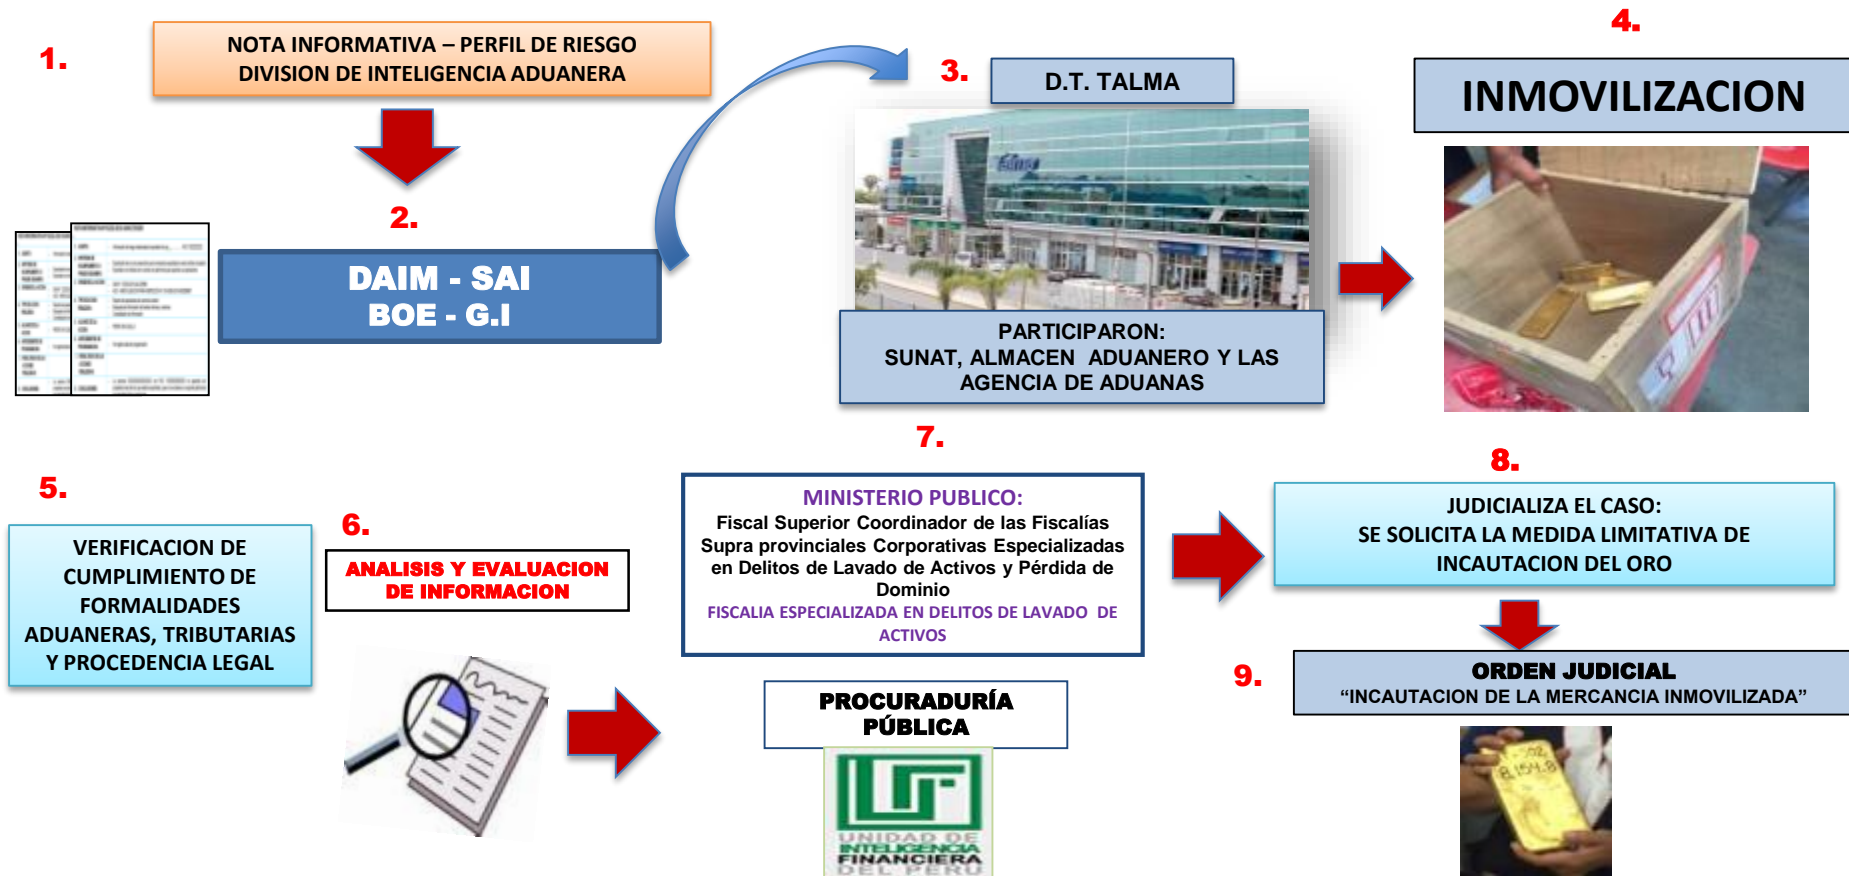 1.
NOTA INFORMATIVA – PERFIL DE RIESGO
DIVISION DE INTELIGENCIA ADUANERA
2.
DAIM - SAI
BOE - G.I
3.
D.T. TALMA
PARTICIPARON:
SUNAT, ALMACEN ADUANERO Y LAS
AGENCIA DE ADUANAS
4.
INMOVILIZACION
5.
VERIFICACION DE
CUMPLIMIENTO DE
FORMALIDADES
ADUANERAS, TRIBUTARIAS
Y PROCEDENCIA LEGAL
6.
ANALISIS Y EVALUACION
DE INFORMACION
7.
MINISTERIO PUBLICO:
Fiscal Superior Coordinador de las Fiscalías
Supra provinciales Corporativas Especializadas
en Delitos de Lavado de Activos y Pérdida de
Dominio
FISCALIA ESPECIALIZADA EN DELITOS DE LAVADO DE
ACTIVOS
PROCURADURÍA
PÚBLICA
UNIDAD DE
INTELIGENCIA
FINANCIERA
DEL PERU
8.
JUDICIALIZA EL CASO:
SE SOLICITA LA MEDIDA LIMITATIVA DE
INCAUTACION DEL ORO
9.
ORDEN JUDICIAL
“INCAUTACION DE LA MERCANCIA INMOVILIZADA”
8,154.8